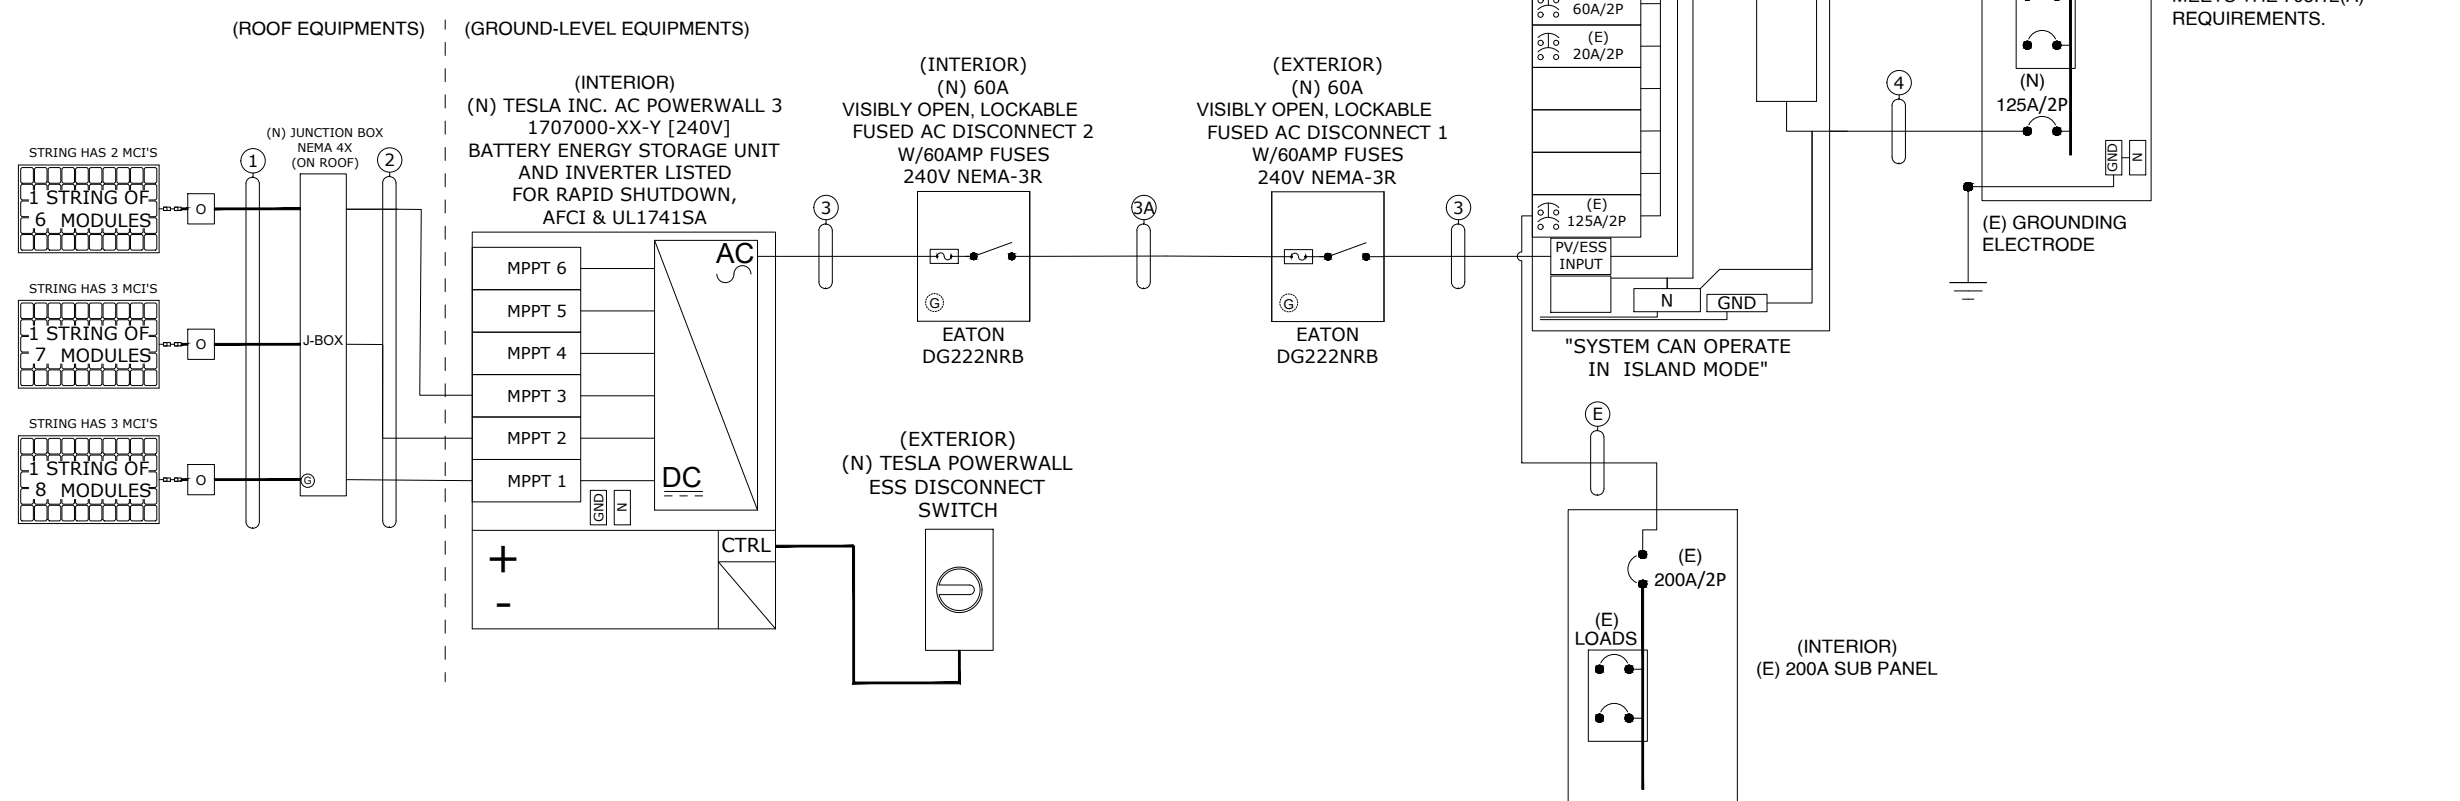 (ROOF EQUIPMENTS)
(GROUND-LEVEL EQUIPMENTS)
STRING HAS 2 MCI'S
1 STRING OF
6 MODULES
O
STRING HAS 3 MCI'S
1 STRING OF
7 MODULES
O
STRING HAS 3 MCI'S
1 STRING OF
8 MODULES
O
1
(N) JUNCTION BOX
NEMA 4X
(ON ROOF)
J-BOX
G
2
(INTERIOR)
(N) TESLA INC. AC POWERWALL 3
1707000-XX-Y [240V]
BATTERY ENERGY STORAGE UNIT
AND INVERTER LISTED
FOR RAPID SHUTDOWN,
AFCI & UL1741SA
MPPT 6
MPPT 5
MPPT 4
MPPT 3
MPPT 2
MPPT 1
AC
DC
GND
N
+
-
CTRL
3
(INTERIOR)
(N) 60A
VISIBLY OPEN, LOCKABLE
FUSED AC DISCONNECT 2
W/60AMP FUSES
240V NEMA-3R
G
EATON
DG222NRB
(EXTERIOR)
(N) TESLA POWERWALL
ESS DISCONNECT
SWITCH
3A
(EXTERIOR)
(N) 60A
VISIBLY OPEN, LOCKABLE
FUSED AC DISCONNECT 1
W/60AMP FUSES
240V NEMA-3R
G
EATON
DG222NRB
3
60A/2P
(E)
20A/2P
(E)
125A/2P
PV/ESS
INPUT
N
GND
"SYSTEM CAN OPERATE
IN ISLAND MODE"
E
(E)
200A/2P
(E)
LOADS
(INTERIOR)
(E) 200A SUB PANEL
4
(N)
125A/2P
GND
N
(E) GROUNDING
ELECTRODE
REQUIREMENTS.